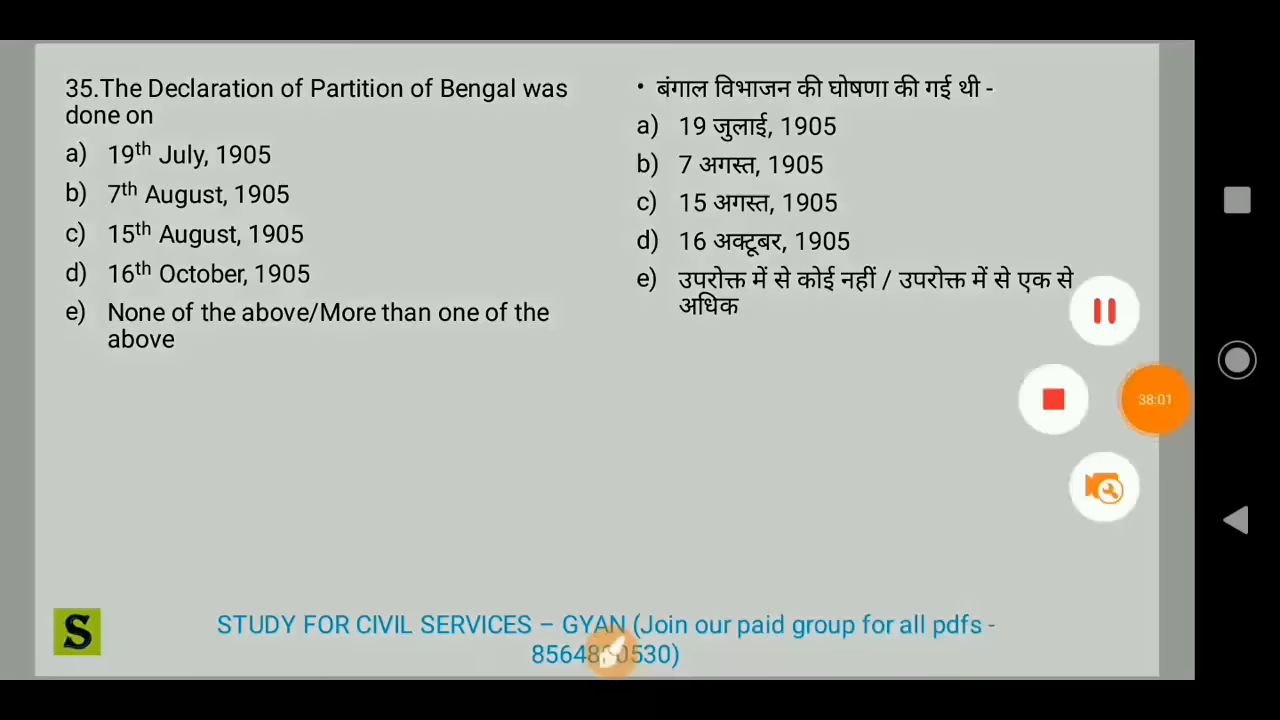 35.The Declaration of Partition of Bengal was
done on
a) 19th July, 1905
b) 7th August, 1905
c) 15th August, 1905
d) 16th October, 1905
e) None of the above/More than one of the
above
• बंगाल विभाजन की घोषणा की गई थी -
a) 19 जुलाई, 1905
b) 7 अगस्त, 1905
c) 15 अगस्त, 1905
d) 16 अक्टूबर, 1905
e) उपरोक्त में से कोई नहीं / उपरोक्त में से एक से
अधिक
38:01
S
STUDY FOR CIVIL SERVICES – GYAN (Join our paid group for all pdfs -